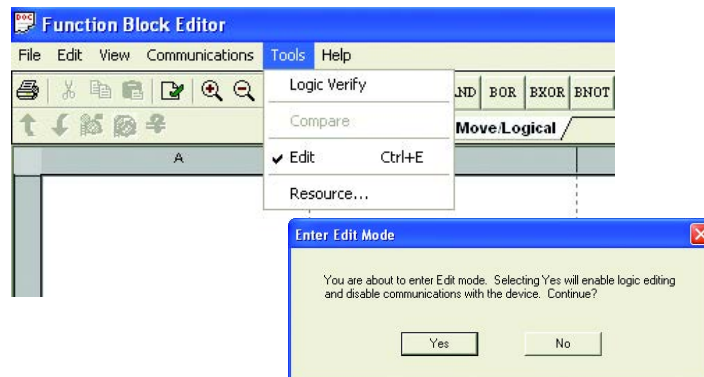 DOC
Function Block Editor
File Edit View Communications Tools Help
Logic Verify
Compare
Edit Ctrl+E
Resource...
BOR BXOR BNOT
Move/Logical
A
Enter Edit Mode
You are about to enter Edit mode. Selecting Yes will enable logic editing
and disable communications with the device. Continue?
Yes No